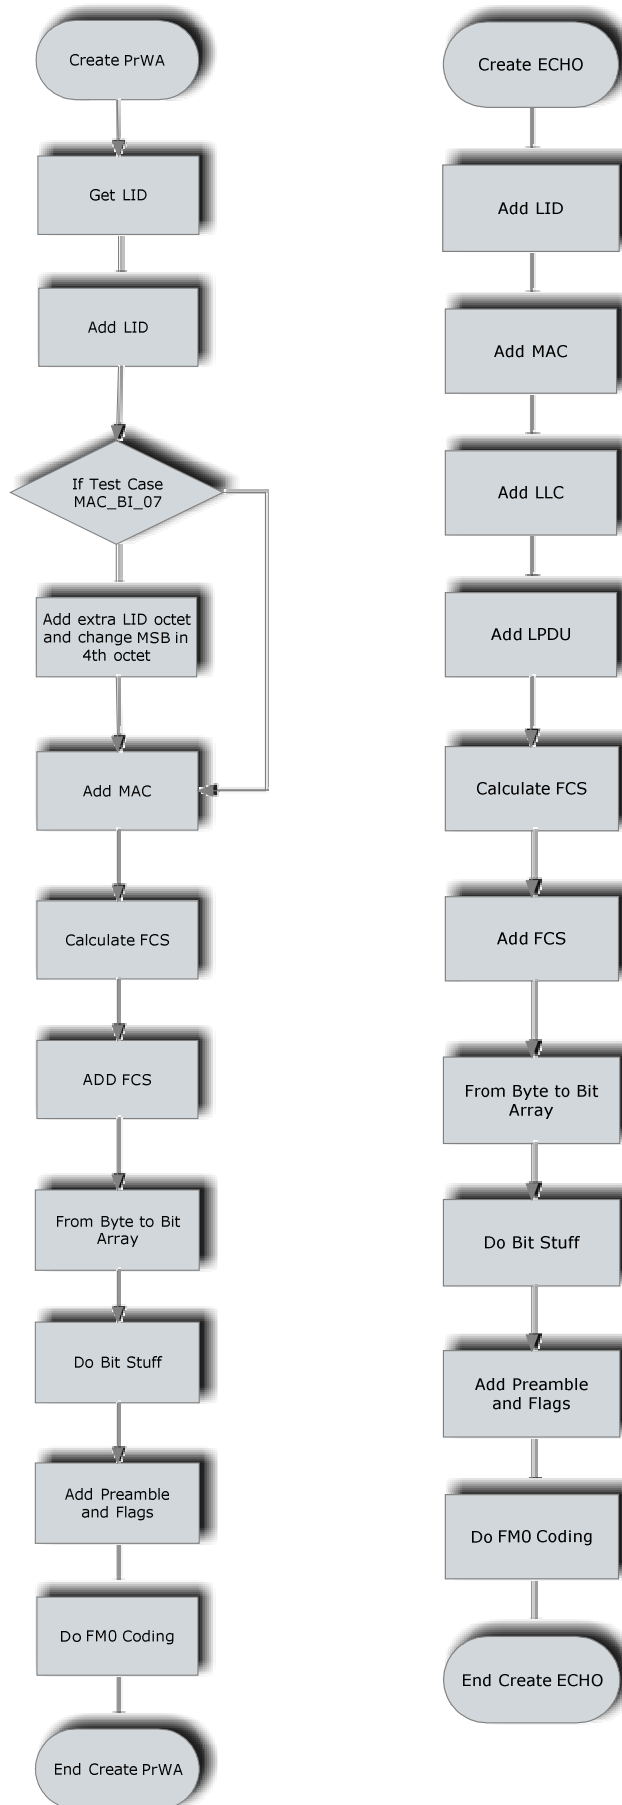 Create PrWA
Get LID
Add LID
If Test Case
MAC_BI_07
Add extra LID octet
and change MSB in
4th octet
Add MAC
Calculate FCS
ADD FCS
From Byte to Bit
Array
Do Bit Stuff
Add Preamble
and Flags
Do FM0 Coding
End Create PrWA
Create ECHO
Add LID
Add MAC
Add LLC
Add LPDU
Calculate FCS
Add FCS
From Byte to Bit
Array
Do Bit Stuff
Add Preamble
and Flags
Do FM0 Coding
End Create ECHO